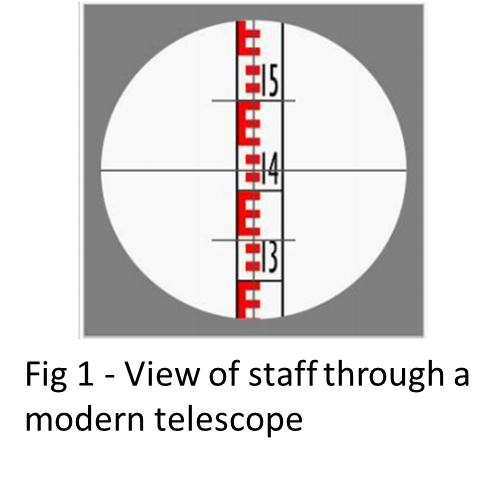 15
14
13
Fig 1 - View of staff through a
modern telescope